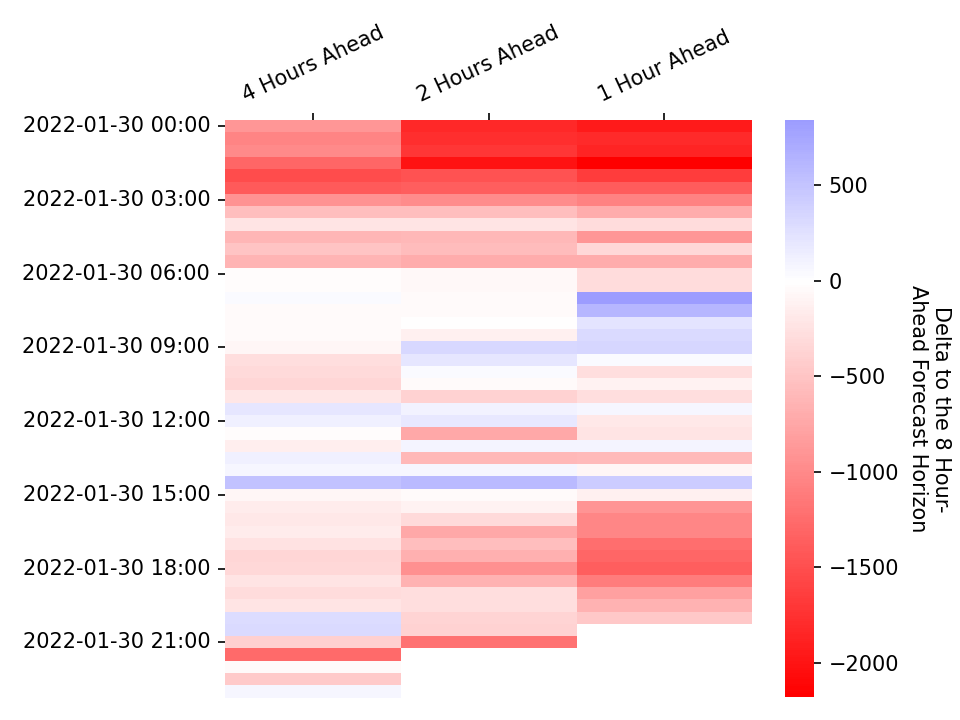 4 Hours Ahead
2 Hours Ahead
1 Hour Ahead
2022-01-30 00:00
2022-01-30 03:00
2022-01-30 06:00
2022-01-30 09:00
2022-01-30 12:00
2022-01-30 15:00
2022-01-30 18:00
2022-01-30 21:00
500
0
−500
−1000
−1500
−2000
Delta to the 8 Hour-
Ahead Forecast Horizon